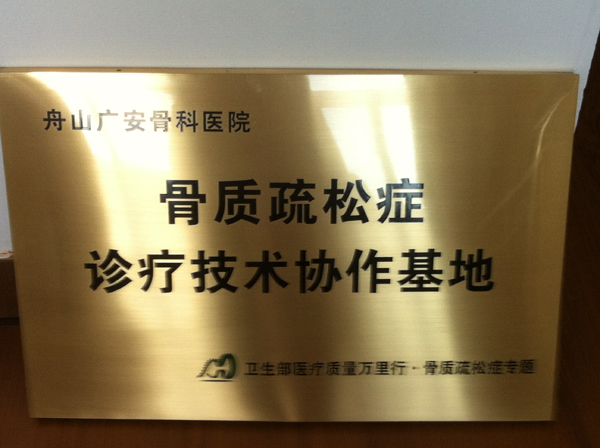 舟山广安骨科医院
骨质疏松症
诊疗技术协作基地
卫生部医疗质量万里行·骨质疏松症专题